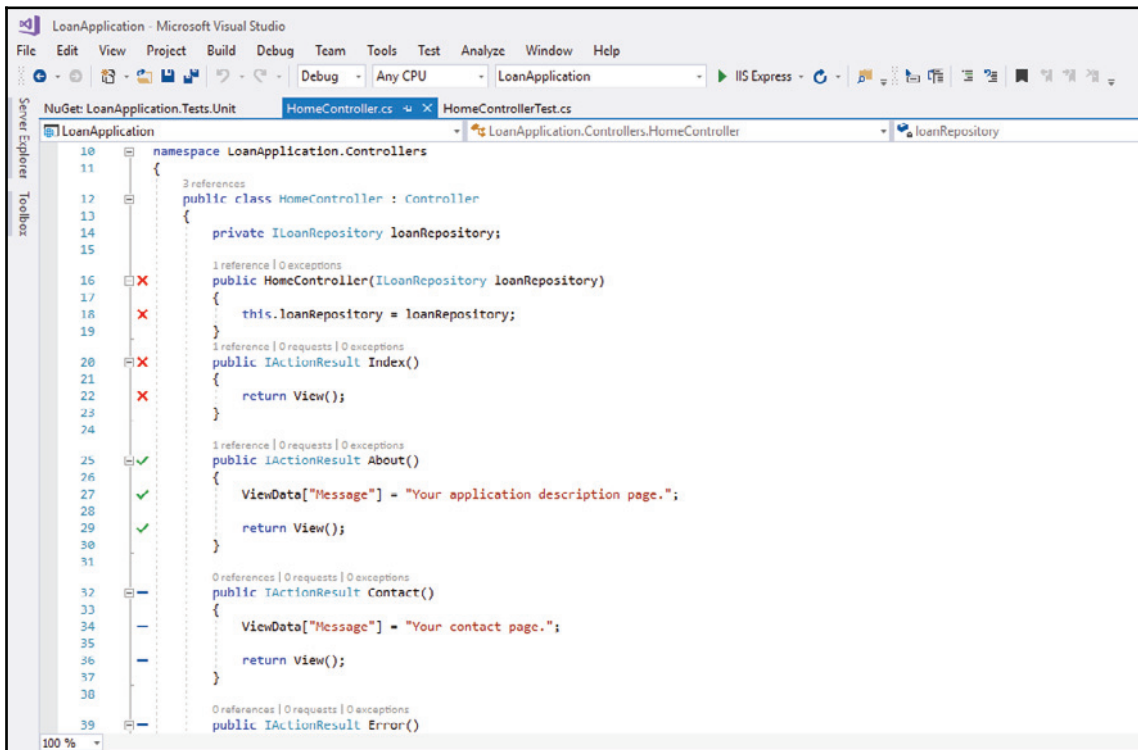 LoanApplication - Microsoft Visual Studio
File Edit View Project Build Debug Team Tools Test Analyze Window Help
Debug Any CPU LoanApplication IIS Express
Server Explorer
Toolbox
NuGet: LoanApplication.Tests.Unit HomeController.cs HomeControllerTest.cs
LoanApplication LoanApplication.Controllers.HomeController loanRepository
10 namespace LoanApplication.Controllers
11 {
3 references
12 public class HomeController : Controller
13 {
14 private ILoanRepository loanRepository;
15
1 reference | 0 exceptions
16 public HomeController(ILoanRepository loanRepository)
17 {
18 this.loanRepository = loanRepository;
19 }
1 reference | 0 requests | 0 exceptions
20 public IActionResult Index()
21 {
22 return View();
23 }
24
1 reference | 0 requests | 0 exceptions
25 public IActionResult About()
26 {
27 ViewData["Message"] = "Your application description page.";
28
29 return View();
30 }
31
0 references | 0 requests | 0 exceptions
32 public IActionResult Contact()
33 {
34 ViewData["Message"] = "Your contact page.";
35
36 return View();
37 }
38
0 references | 0 requests | 0 exceptions
39 public IActionResult Error()
100 %